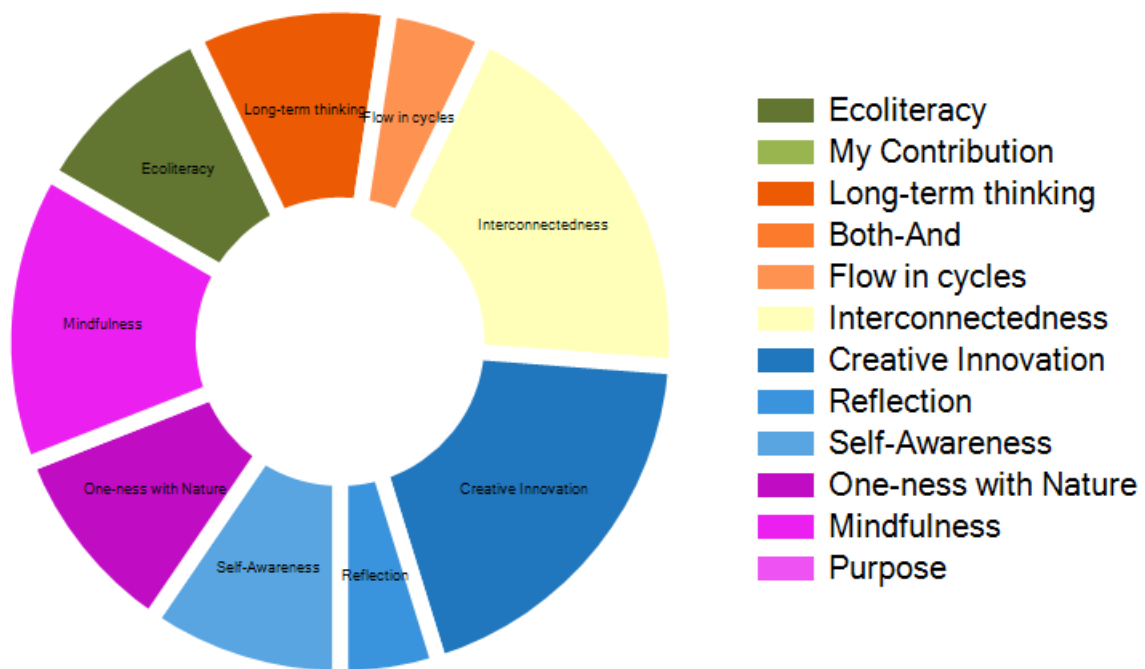 Long-term thinking
Flow in cycles
Ecoliteracy
Interconnectedness
Mindfulness
One-ness with Nature
Creative Innovation
Self-Awareness
Reflection
Ecoliteracy
My Contribution
Long-term thinking
Both-And
Flow in cycles
Interconnectedness
Creative Innovation
Reflection
Self-Awareness
One-ness with Nature
Mindfulness
Purpose